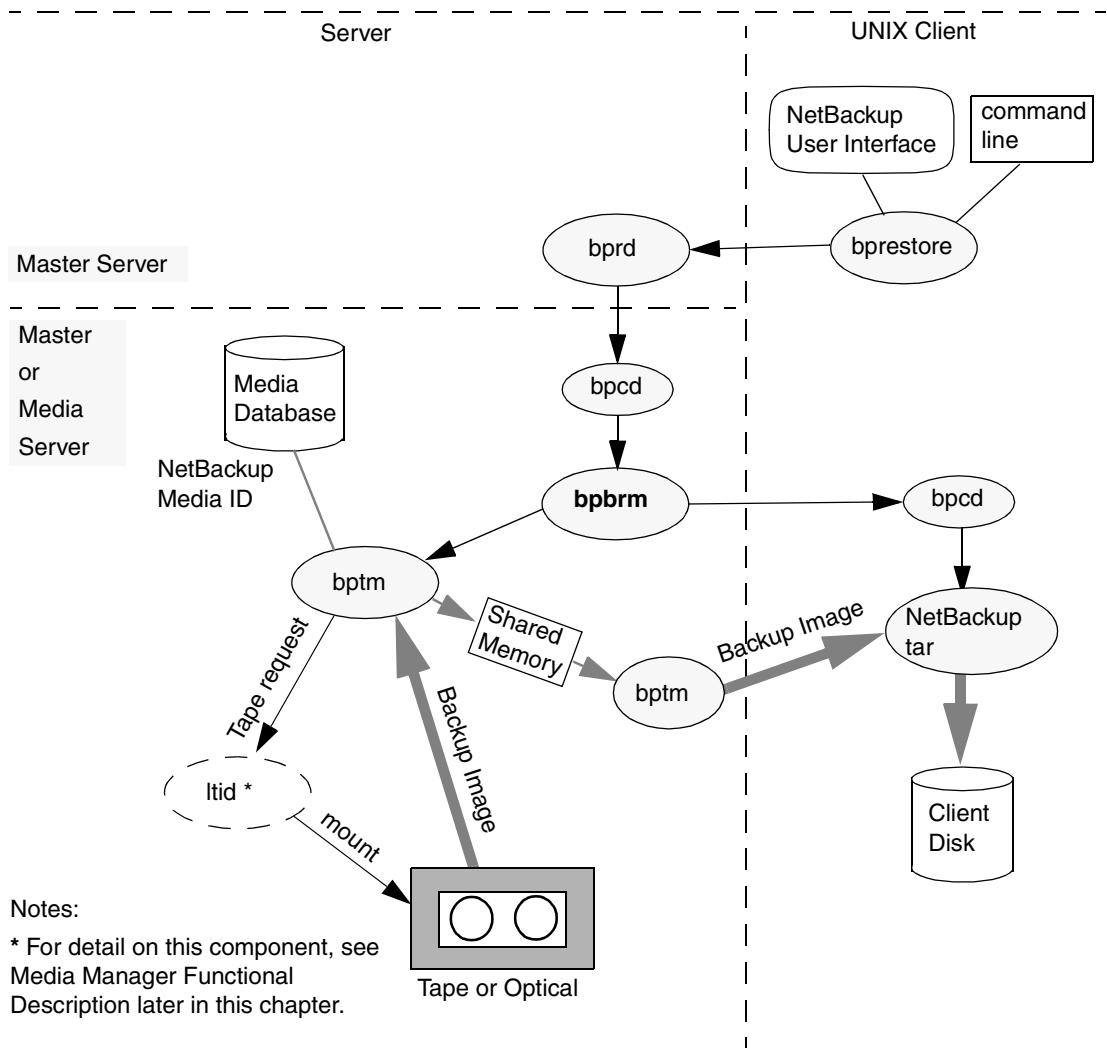 Server
UNIX Client
NetBackup
User Interface
command
line
bprd
bprestore
Master Server
Master
or
Media
Server
Media
Database
NetBackup
Media ID
bpcd
bpbrm
bpcd
bptm
Shared
Memory
bptm
Backup Image
NetBackup
tar
Tape request
Backup Image
ltid *
mount
Client
Disk
Tape or Optical
Notes:
* For detail on this component, see
Media Manager Functional
Description later in this chapter.